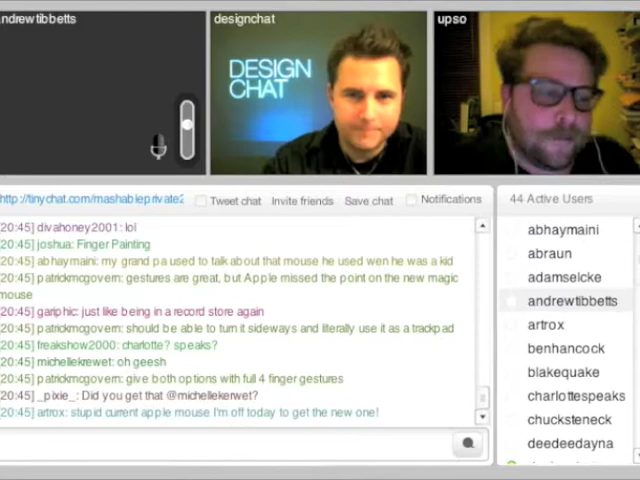 andrewtibbetts
designchat
upso
DESIGN
CHAT
http://tinychat.com/mashableprivate2
Tweet chat
Invite friends
Save chat
Notifications
44 Active Users
[20:45] divahoney2001: lol
[20:45] joshua: Finger Painting
[20:45] abhaymaini: my grand pa used to talk about that mouse he used wen he was a kid
[20:45] patrickmcgovern: gestures are great, but Apple missed the point on the new magic
mouse
[20:45] gariphic: just like being in a record store again
[20:45] patrickmcgovern: should be able to turn it sideways and literally use it as a trackpad
[20:45] freakshow2000: charlotte? speaks?
[20:45] michellekrewet: oh geesh
[20:45] patrickmcgovern: give both options with full 4 finger gestures
[20:45] _pixie_: Did you get that @michellekerwet?
[20:45] artrox: stupid current apple mouse I'm off today to get the new one!
abhaymaini
abraun
adamselcke
andrewtibbetts
artrox
benhancock
blakequake
charlottespeaks
chucksteneck
deedeedayna